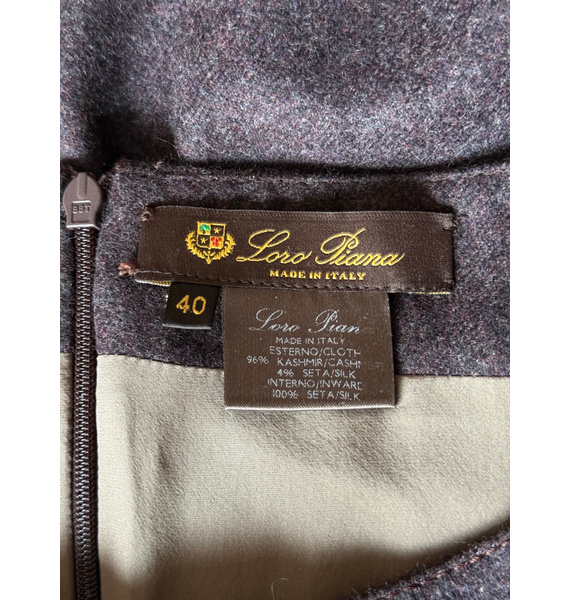 Loro Piana
MADE IN ITALY
40
Loro Pian
MADE IN ITALY
ESTERNO/CLOTH
96% KASHMIR/CASHM
4% SETA/SILK
INTERNO/INWARD
100% SETA/SILK